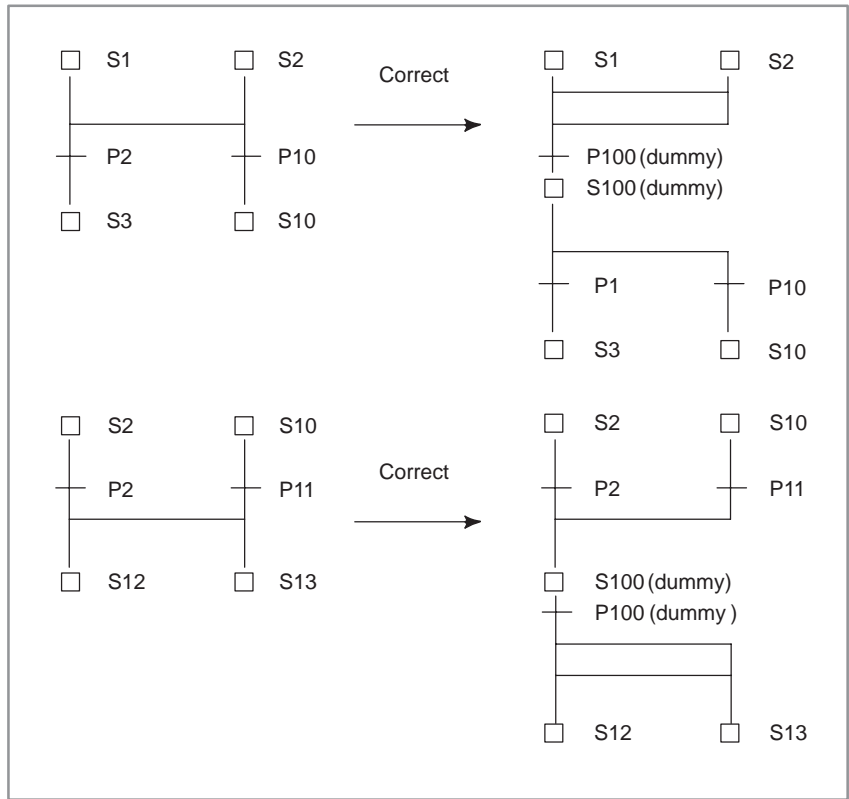 S1 S2 Correct S1 S2
P2 P10 P100 (dummy)
S3 S10 S100 (dummy)
P1 P10
S3 S10
S2 S10 Correct S2 S10
P2 P11 P2 P11
S12 S13 S100 (dummy)
P100 (dummy )
S12 S13